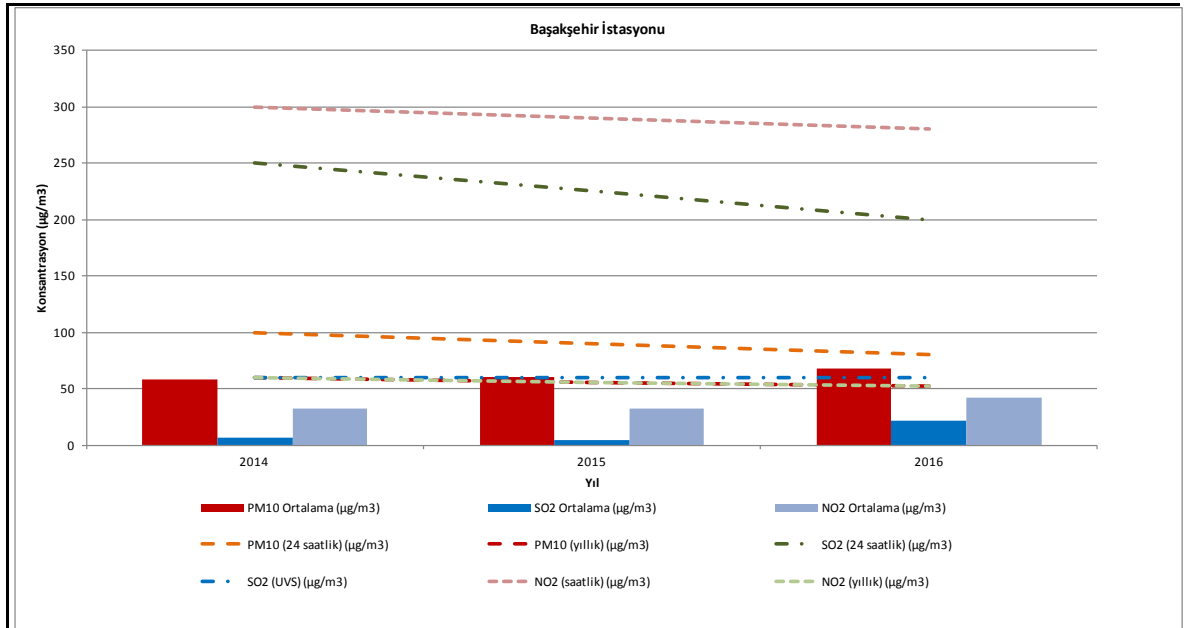 Başakşehir İstasyonu
350
300
250
200
150
100
50
0
Konsantrasyon (µg/m3)
2014 2015 2016
Yıl
PM10 Ortalama (µg/m3) SO2 Ortalama (µg/m3) NO2 Ortalama (µg/m3)
PM10 (24 saatlik) (µg/m3) PM10 (yıllık) (µg/m3) SO2 (24 saatlik) (µg/m3)
SO2 (UVS) (µg/m3) NO2 (saatlik) (µg/m3) NO2 (yıllık) (µg/m3)